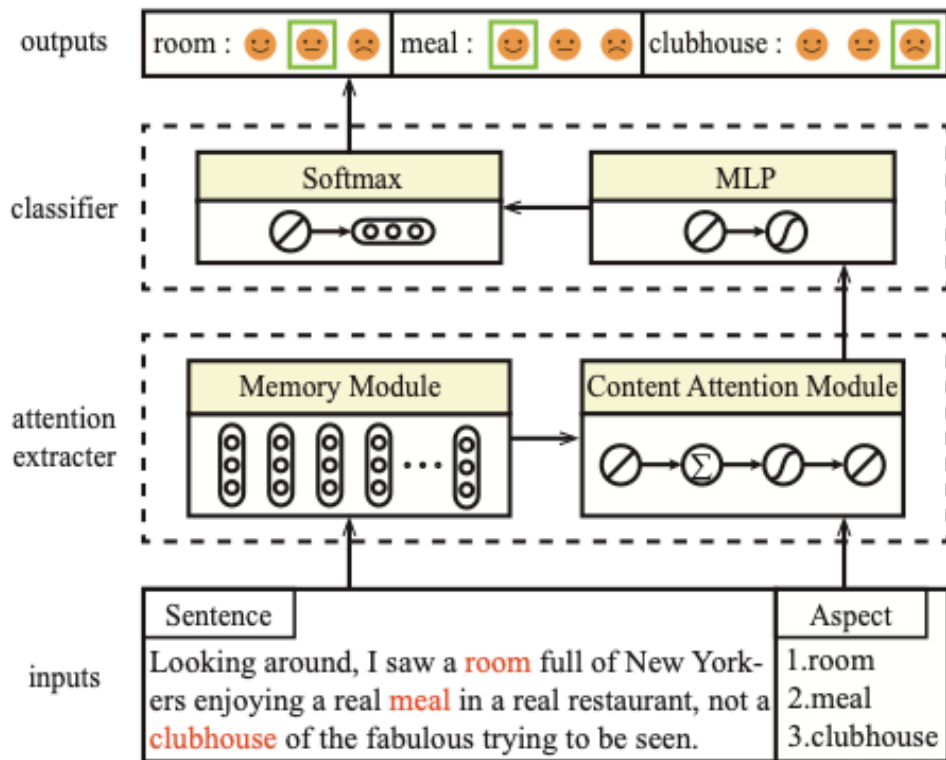 outputs
room :
meal :
clubhouse :
classifier
Softmax
MLP
attention
extracter
Memory Module
Content Attention Module
Σ
inputs
Sentence
Looking around, I saw a room full of New York-
ers enjoying a real meal in a real restaurant, not a
clubhouse of the fabulous trying to be seen.
Aspect
1.room
2.meal
3.clubhouse